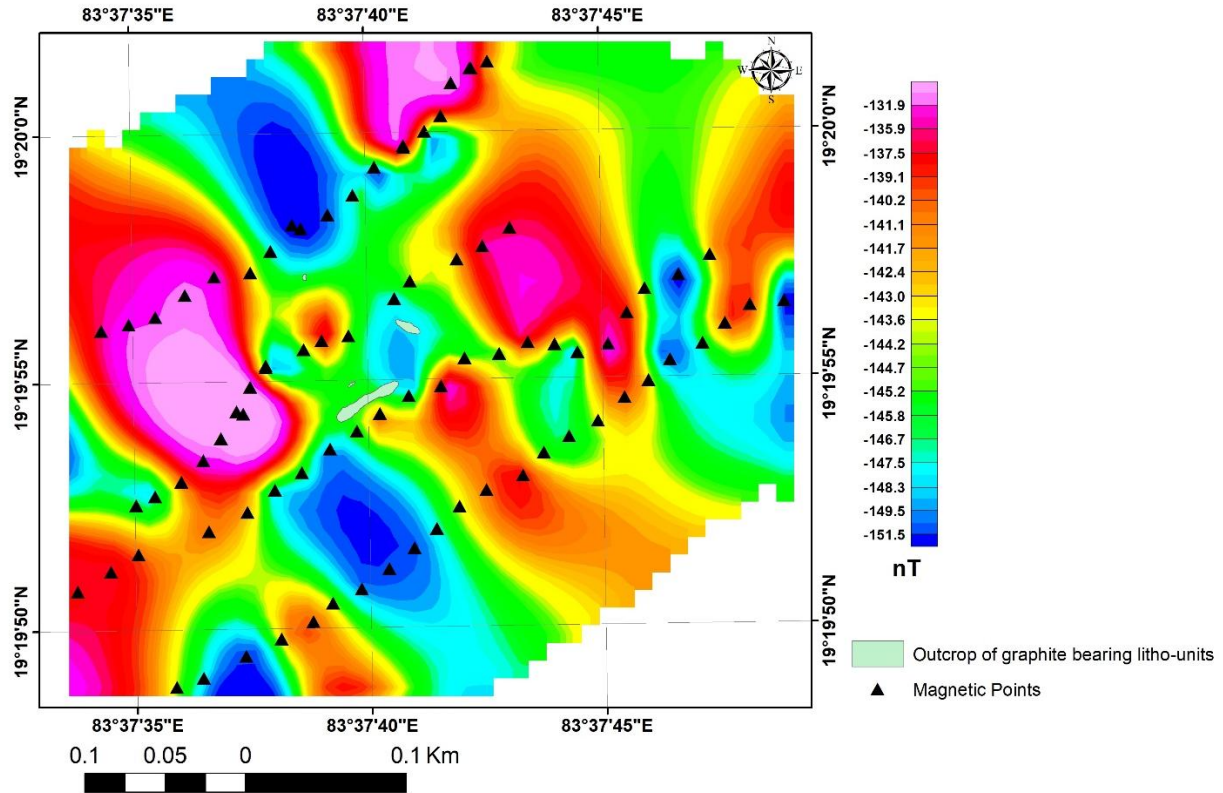 83°37'35"E 83°37'40"E 83°37'45"E
N
W E
S
19°20'0"N 19°20'0"N
19°19'55"N 19°19'55"N
19°19'50"N 19°19'50"N
83°37'35"E 83°37'40"E 83°37'45"E
0.1 0.05 0 0.1 Km
-131.9
-135.9
-137.5
-139.1
-140.2
-141.1
-141.7
-142.4
-143.0
-143.6
-144.2
-144.7
-145.2
-145.8
-146.7
-147.5
-148.3
-149.5
-151.5
nT
Outcrop of graphite bearing litho-units
Magnetic Points